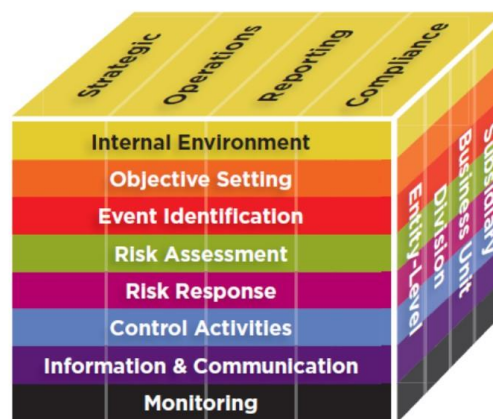 Strategic
Operations
Reporting
Compliance
Internal Environment
Objective Setting
Event Identification
Risk Assessment
Risk Response
Control Activities
Information & Communication
Monitoring
Entity-Level
Division
Business Unit
Subsidiary